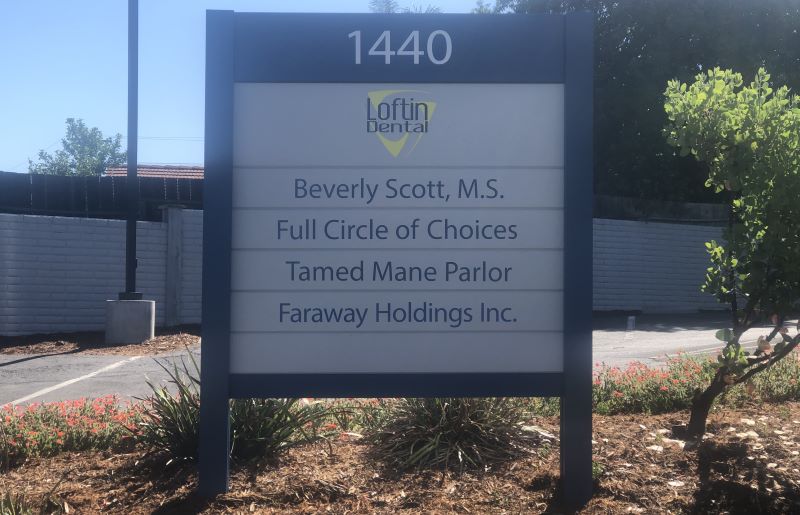 1440
Loftin
Dental
Beverly Scott, M.S.
Full Circle of Choices
Tamed Mane Parlor
Faraway Holdings Inc.